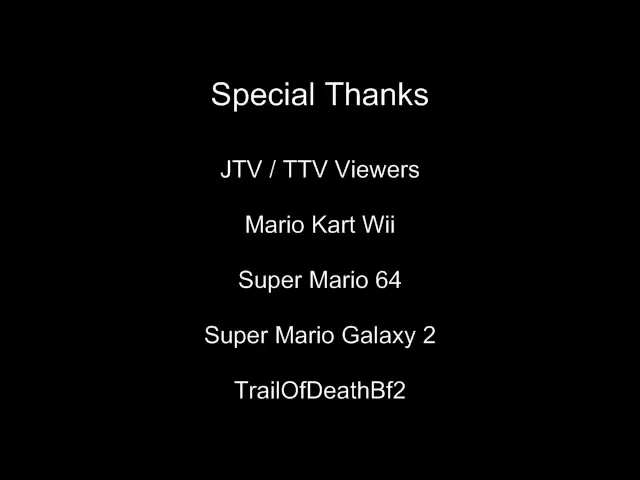 Special Thanks
JTV / TTV Viewers
Mario Kart Wii
Super Mario 64
Super Mario Galaxy 2
TrailOfDeathBf2